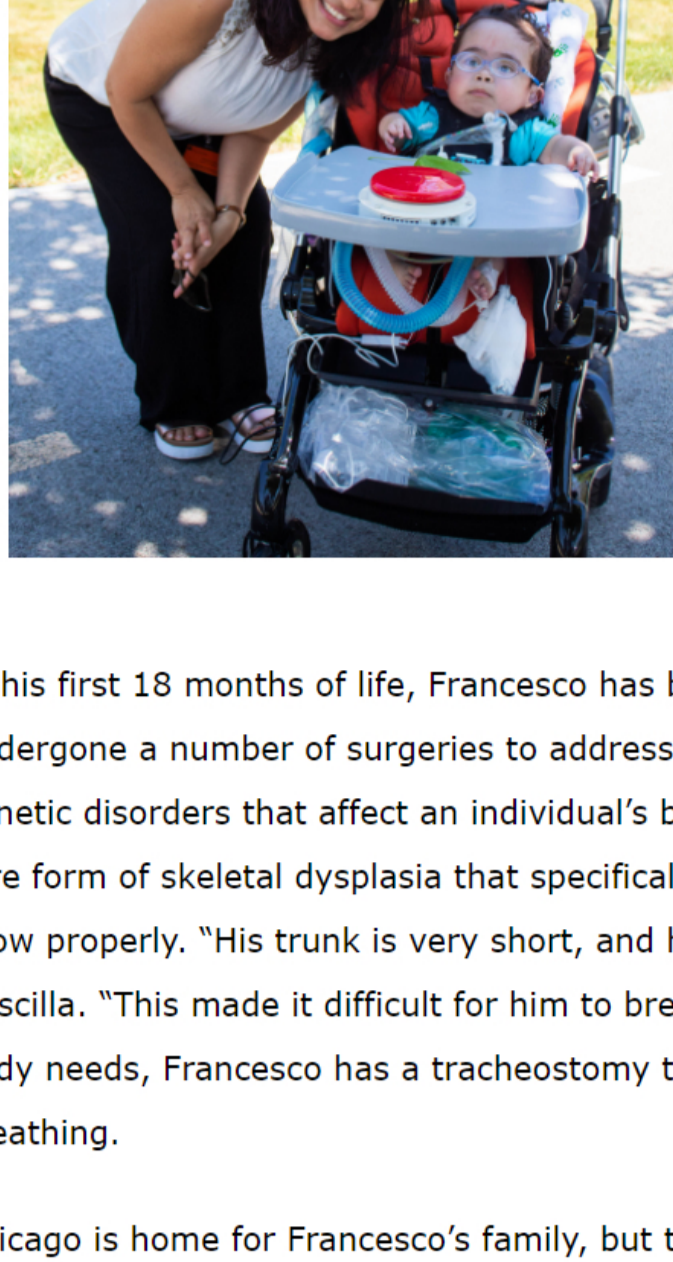 his first 18 months of life, Francesco has b
dergone a number of surgeries to address
netic disorders that affect an individual’s b
re form of skeletal dysplasia that specifical
ow properly. “His trunk is very short, and h
scilla. “This made it difficult for him to bre
dy needs, Francesco has a tracheostomy t
eathing.
icago is home for Francesco’s family, but t